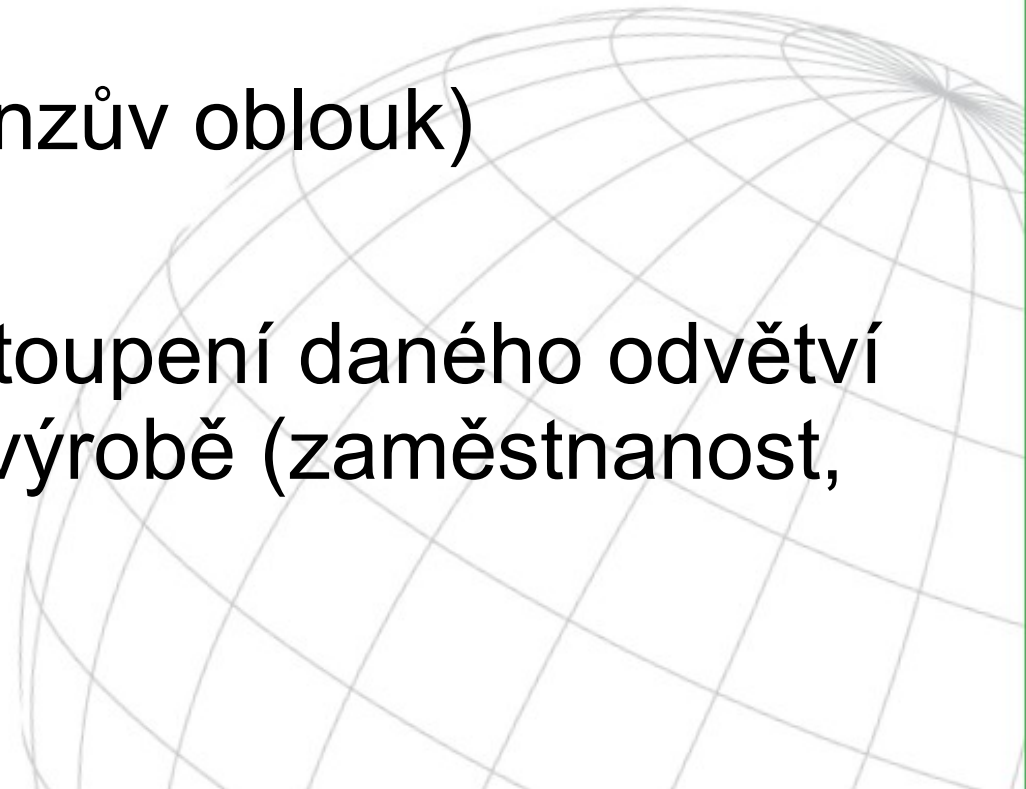 nzův oblouk)
toupení daného odvětví
výrobě (zaměstnanost,